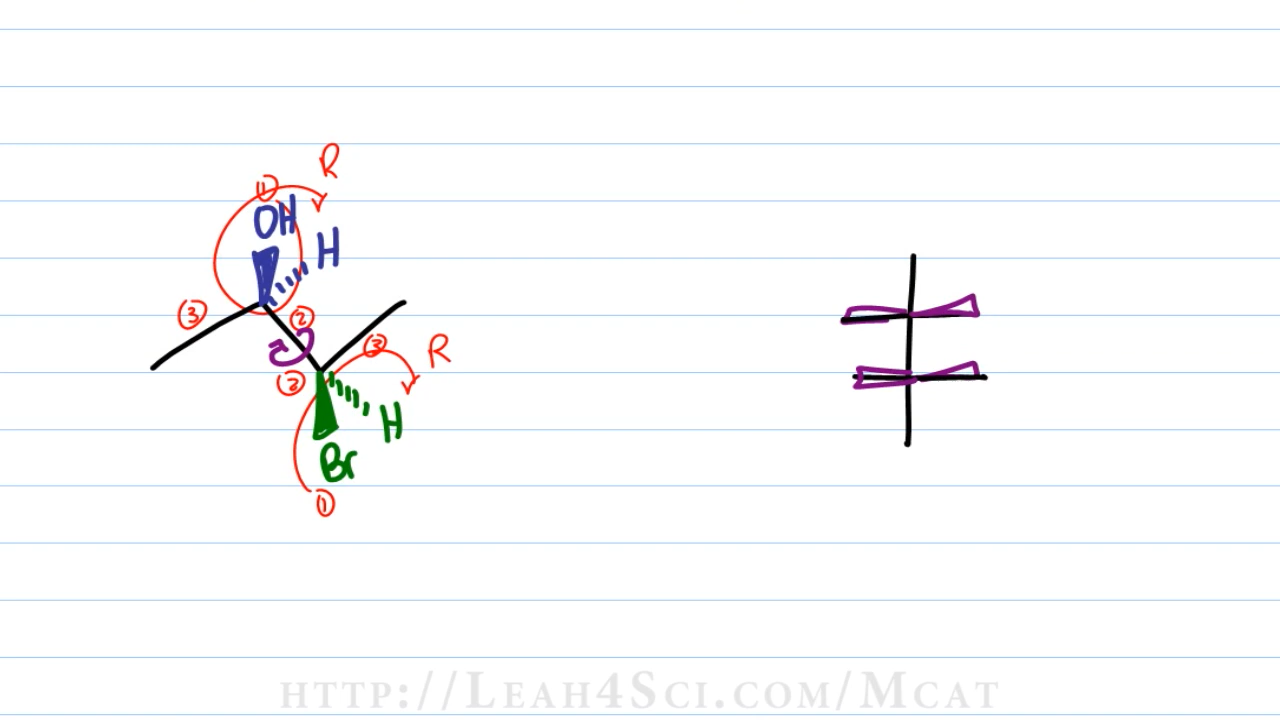 R
①
OH
H
③
②
③
R
②
H
Br
①
HTTP://LEAH4SCI.COM/MCAT